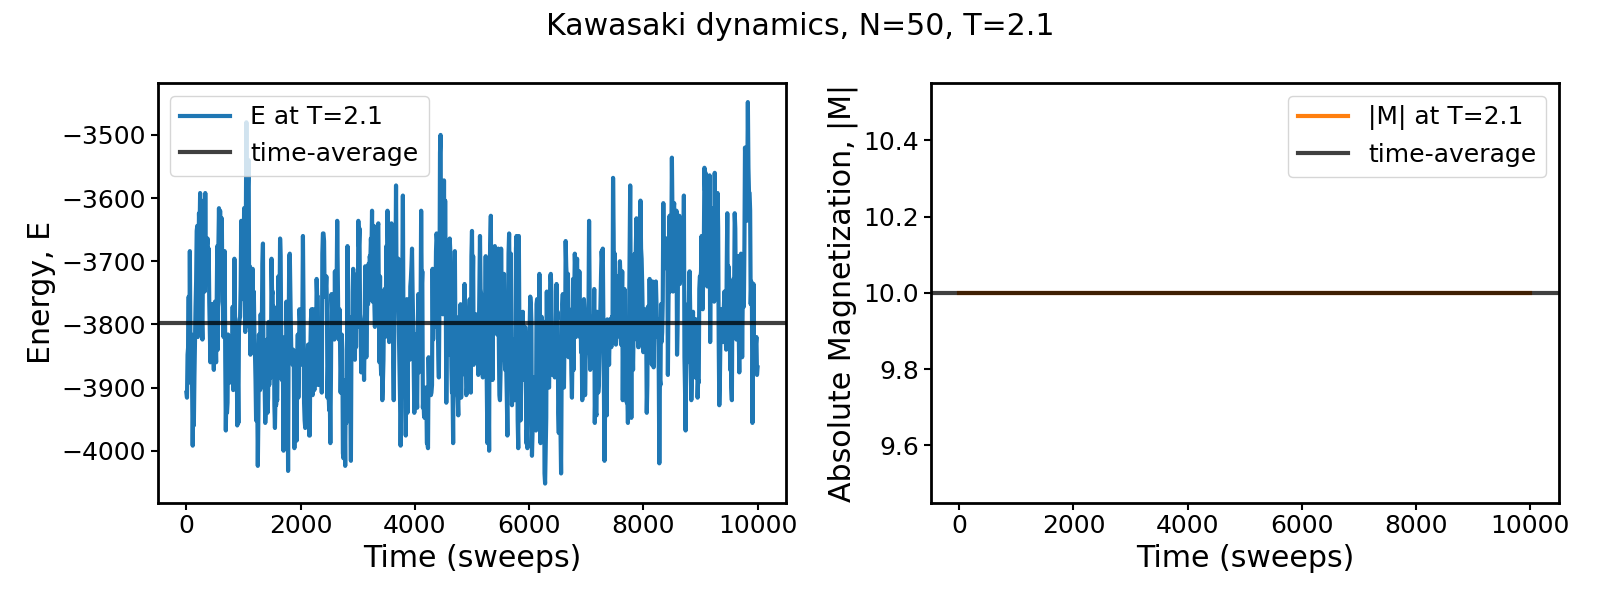 Kawasaki dynamics, N=50, T=2.1
E at T=2.1
time-average
−3500
−3600
−3700
−3800
−3900
−4000
Energy, E
0 2000 4000 6000 8000 10000
Time (sweeps)
|M| at T=2.1
time-average
10.4
10.2
10.0
9.8
9.6
Absolute Magnetization, |M|
0 2000 4000 6000 8000 10000
Time (sweeps)